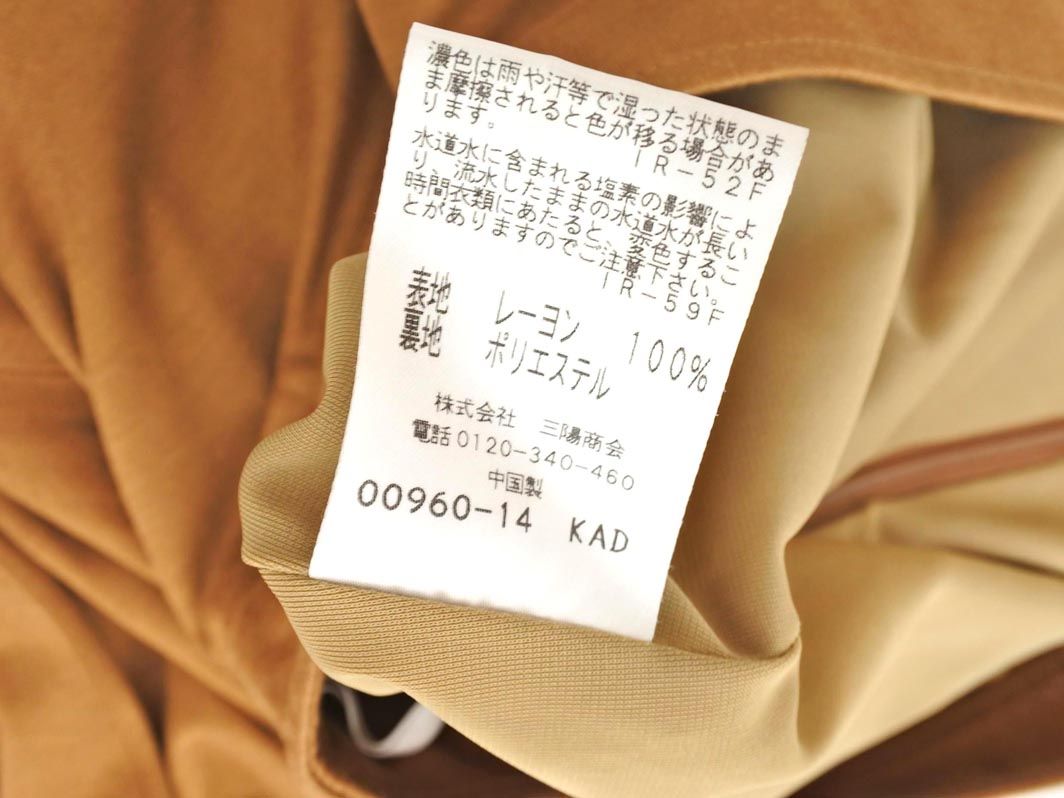 濃色は雨や汗等で湿った状態のま
ま摩擦されると色が移る場合があ
ります。
IR-52F
水道水に含まれる塩素の影響によ
り、流水したままの水道水が長い
時間衣類にあたると、変色するこ
とがありますのでご注意下さい。
IR-59F
表地 レーヨン 100%
裏地 ポリエステル
株式会社 三陽商会
電話0120-340-460
中国製
00960-14 KAD